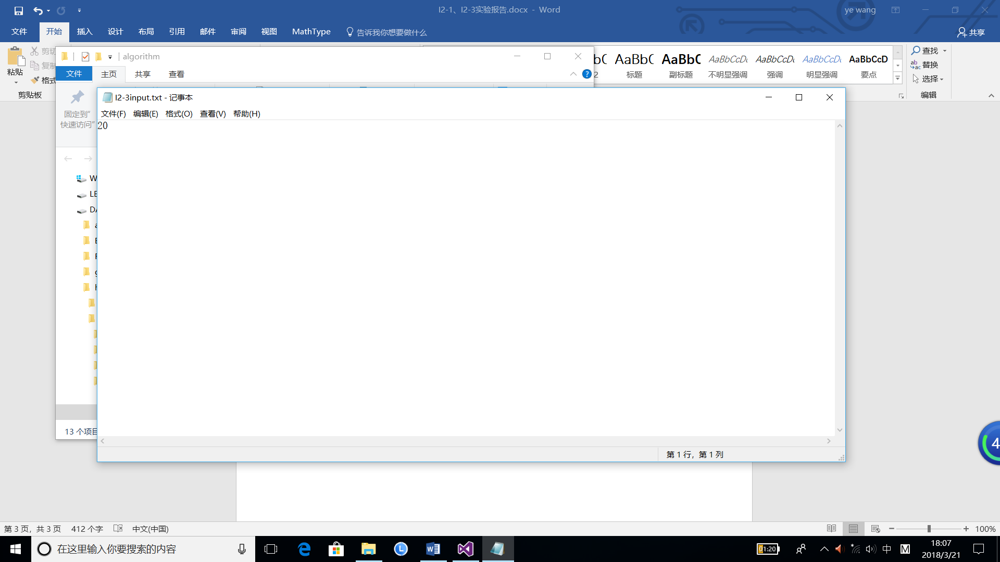 I2-1、I2-3实验报告.docx - Word
ye wang
文件 开始 插入 设计 布局 引用 邮件 审阅 视图 MathType 告诉我你想要做什么
共享
粘贴
剪切
复制
格式
剪贴板
algorithm
文件 主页 共享 查看
AaBbC AaBbC AaBbCcDc AaBbCcDc AaBbCcDc AaBbCcD
2 标题 副标题 不明显强调 强调 明显强调 要点
查找
替换
选择
编辑
固定到"
快速访问"
I2-3input.txt - 记事本
文件(F) 编辑(E) 格式(O) 查看(V) 帮助(H)
20
W
LE
DA
13 个项目
第 1 行，第 1 列
4
第 3 页，共 3 页 412 个字 中文(中国)
100%
在这里输入你要搜索的内容
01:20
中
M
18:07
2018/3/21